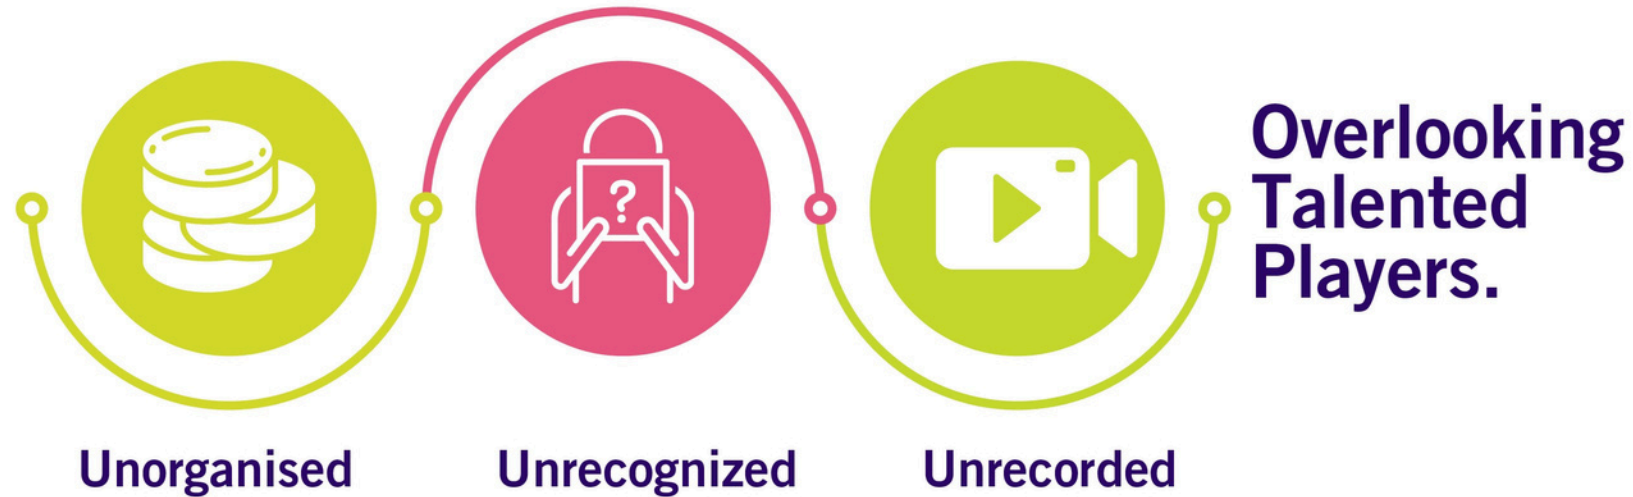 ?
Overlooking
Talented
Players.
Unorganised
Unrecognized
Unrecorded